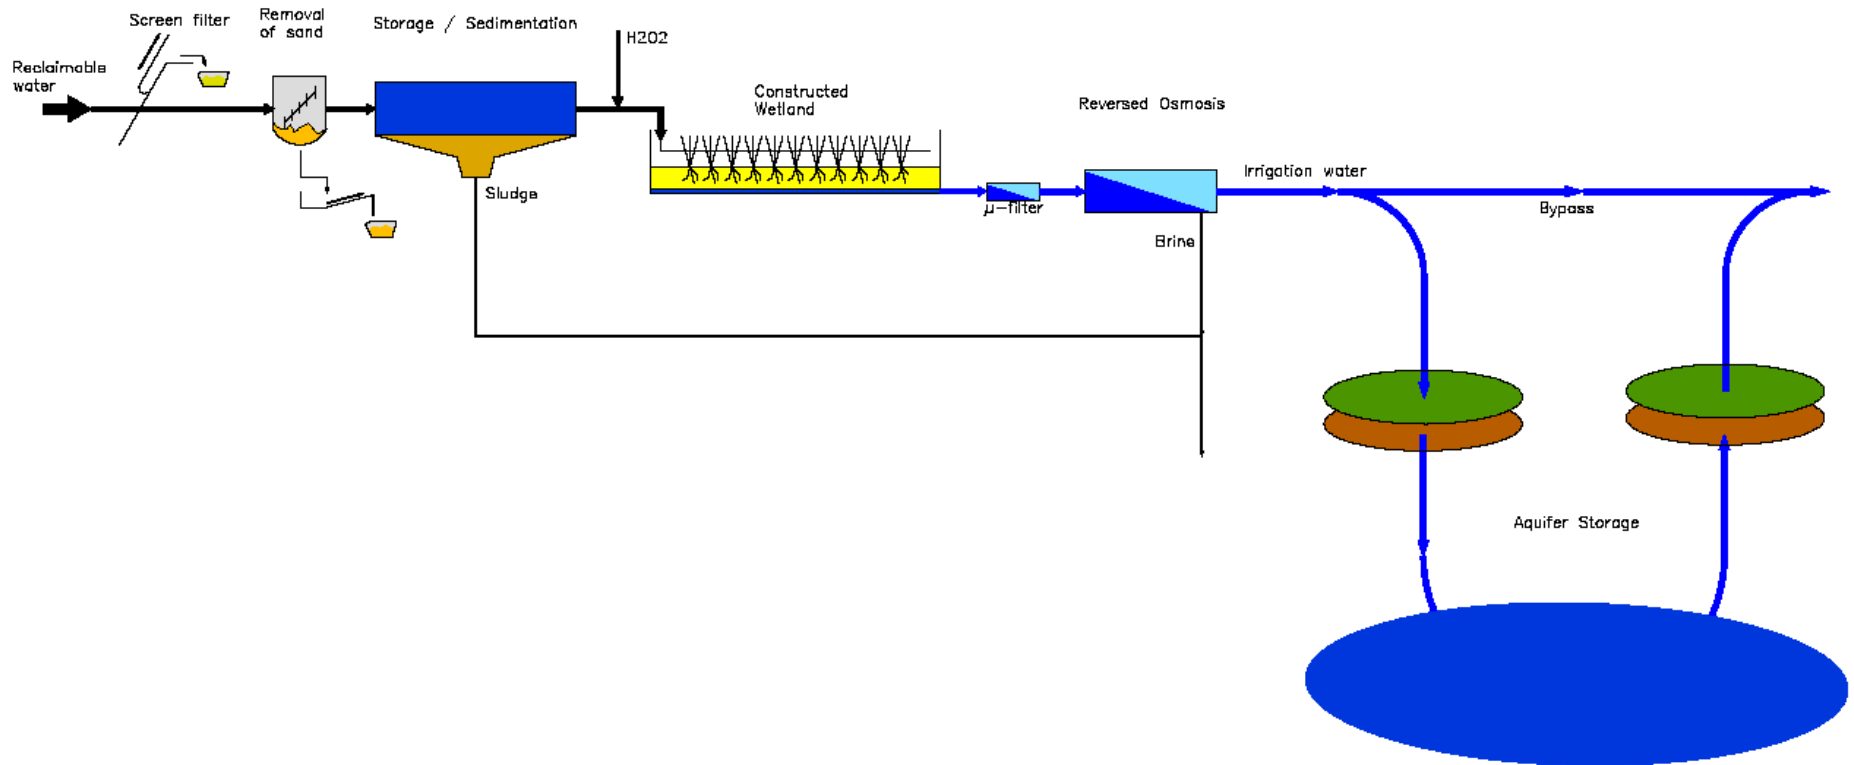 Screen filter
Removal
of sand
Storage / Sedimentation
H2O2
Reclaimable
water
Constructed
Wetland
Reversed Osmosis
Irrigation water
Sludge
µ-filter
Bypass
Brine
Aquifer Storage